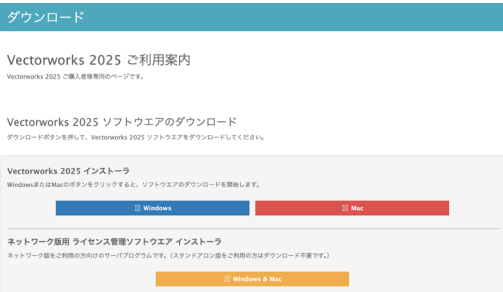 ダウンロード
Vectorworks 2025 ご利用案内
Vectorworks 2025 ご購入者様専用のページです。
Vectorworks 2025 ソフトウエアのダウンロード
ダウンロードボタンを押して、Vectorworks 2025 ソフトウエアをダウンロードしてください。
Vectorworks 2025 インストーラ
WindowsまたはMacのボタンをクリックすると、ソフトウエアのダウンロードを開始します。
Windows
Mac
ネットワーク版用 ライセンス管理ソフトウエア インストーラ
ネットワーク版をご利用の方向けのサーバプログラムです。（スタンドアロン版をご利用の方はダウンロード不要です。）
Windows & Mac